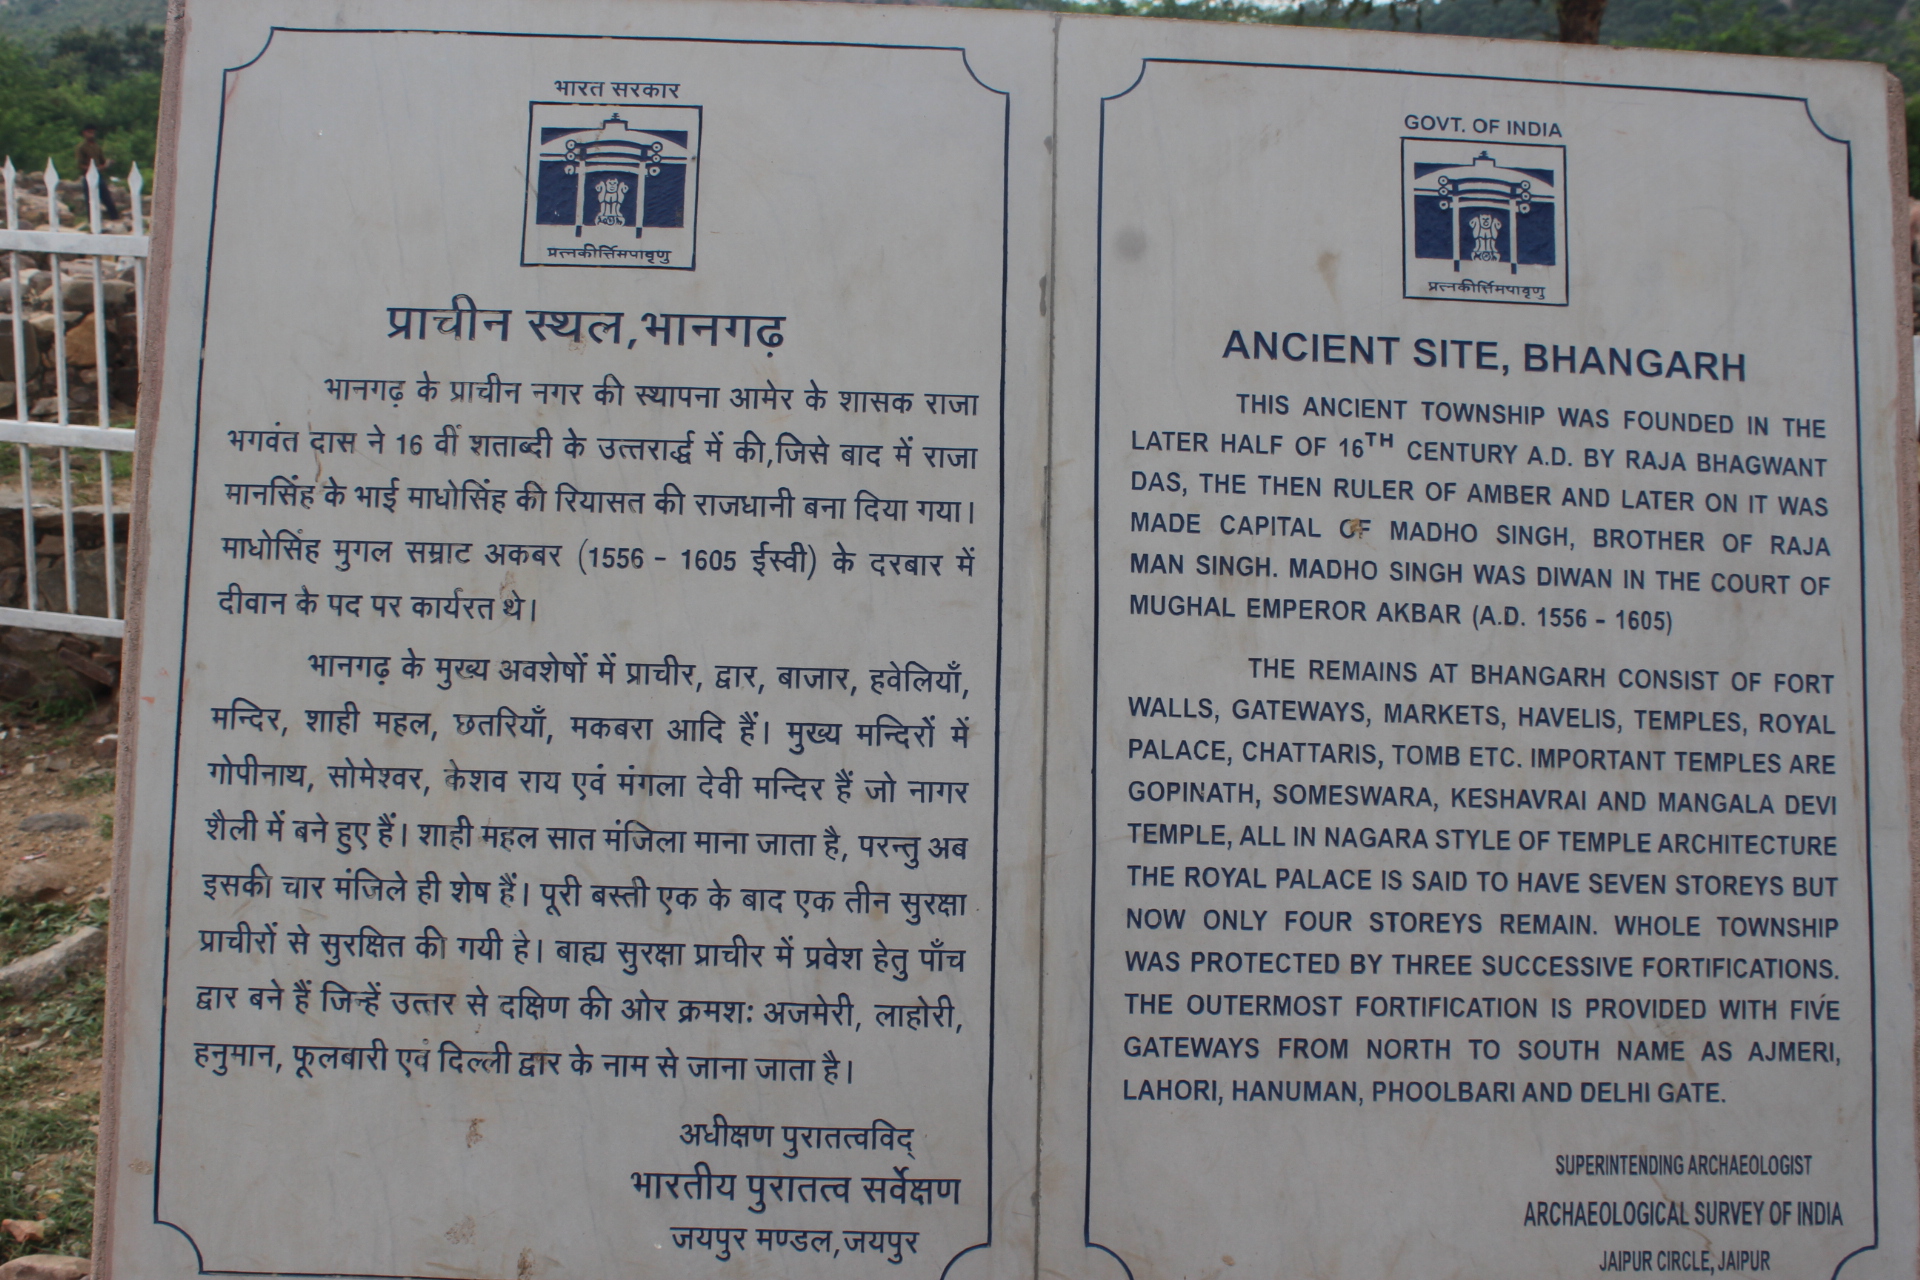 भारत सरकार
प्रत्नकीर्त्तिमपावृणु
प्राचीन स्थल,भानगढ़
भानगढ़ के प्राचीन नगर की स्थापना आमेर के शासक राजा
भगवंत दास ने 16 वीं शताब्दी के उत्तरार्द्ध में की,जिसे बाद में राजा
मानसिंह के भाई माधोसिंह की रियासत की राजधानी बना दिया गया।
माधोसिंह मुगल सम्राट अकबर (1556 - 1605 ईस्वी) के दरबार में
दीवान के पद पर कार्यरत थे।
भानगढ़ के मुख्य अवशेषों में प्राचीर, द्वार, बाजार, हवेलियाँ,
मन्दिर, शाही महल, छतरियाँ, मकबरा आदि हैं। मुख्य मन्दिरों में
गोपीनाथ, सोमेश्वर, केशव राय एवं मंगला देवी मन्दिर हैं जो नागर
शैली में बने हुए हैं। शाही महल सात मंजिला माना जाता है, परन्तु अब
इसकी चार मंजिले ही शेष हैं। पूरी बस्ती एक के बाद एक तीन सुरक्षा
प्राचीरों से सुरक्षित की गयी हे। बाह्य सुरक्षा प्राचीर में प्रवेश हेतु पाँच
द्वार बने हैं जिन्हें उत्तर से दक्षिण की ओर क्रमशः अजमेरी, लाहोरी,
हनुमान, फूलबारी एवं दिल्ली द्वार के नाम से जाना जाता है।
अधीक्षण पुरातत्वविद्
भारतीय पुरातत्व सर्वेक्षण
जयपुर मण्डल,जयपुर
GOVT. OF INDIA
प्रत्नकीर्त्तिमपावृणु
ANCIENT SITE, BHANGARH
THIS ANCIENT TOWNSHIP WAS FOUNDED IN THE
LATER HALF OF 16TH CENTURY A.D. BY RAJA BHAGWANT
DAS, THE THEN RULER OF AMBER AND LATER ON IT WAS
MADE CAPITAL OF MADHO SINGH, BROTHER OF RAJA
MAN SINGH. MADHO SINGH WAS DIWAN IN THE COURT OF
MUGHAL EMPEROR AKBAR (A.D. 1556 - 1605)
THE REMAINS AT BHANGARH CONSIST OF FORT
WALLS, GATEWAYS, MARKETS, HAVELIS, TEMPLES, ROYAL
PALACE, CHATTARIS, TOMB ETC. IMPORTANT TEMPLES ARE
GOPINATH, SOMESWARA, KESHAVRAI AND MANGALA DEVI
TEMPLE, ALL IN NAGARA STYLE OF TEMPLE ARCHITECTURE
THE ROYAL PALACE IS SAID TO HAVE SEVEN STOREYS BUT
NOW ONLY FOUR STOREYS REMAIN. WHOLE TOWNSHIP
WAS PROTECTED BY THREE SUCCESSIVE FORTIFICATIONS.
THE OUTERMOST FORTIFICATION IS PROVIDED WITH FIVE
GATEWAYS FROM NORTH TO SOUTH NAME AS AJMERI,
LAHORI, HANUMAN, PHOOLBARI AND DELHI GATE.
SUPERINTENDING ARCHAEOLOGIST
ARCHAEOLOGICAL SURVEY OF INDIA
JAIPUR CIRCLE, JAIPUR